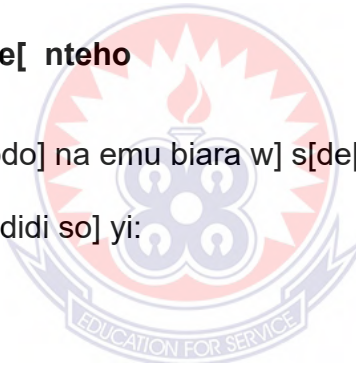 e[ nteho
do] na emu biara w] s[de[
didi so] yi:
EDUCATION FOR SERVICE